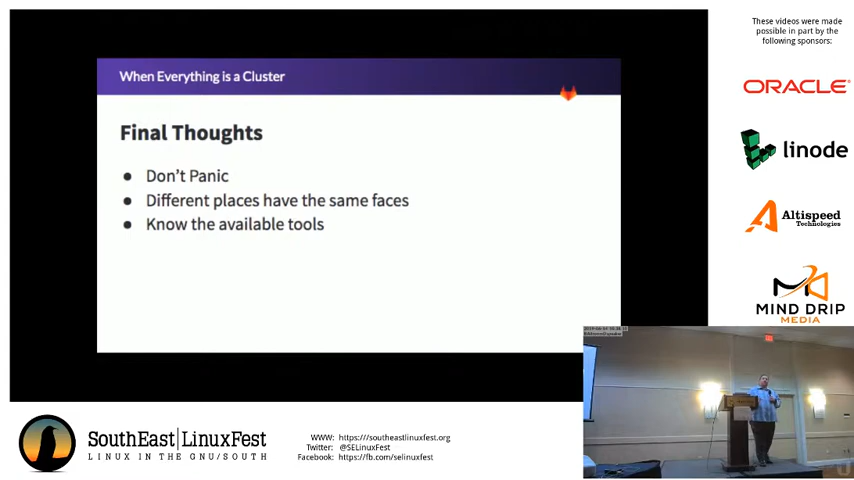 When Everything is a Cluster
Final Thoughts
● Don't Panic
● Different places have the same faces
● Know the available tools
These videos were made
possible in part by the
following sponsors:
ORACLE®
linode
Altispeed
Technologies
MIND DRIP
MEDIA
SouthEast|LinuxFest
LINUX IN THE GNU/SOUTH
WWW: https://southeastlinuxfest.org
Twitter: @SELinuxFest
Facebook: https://fb.com/selinuxfest